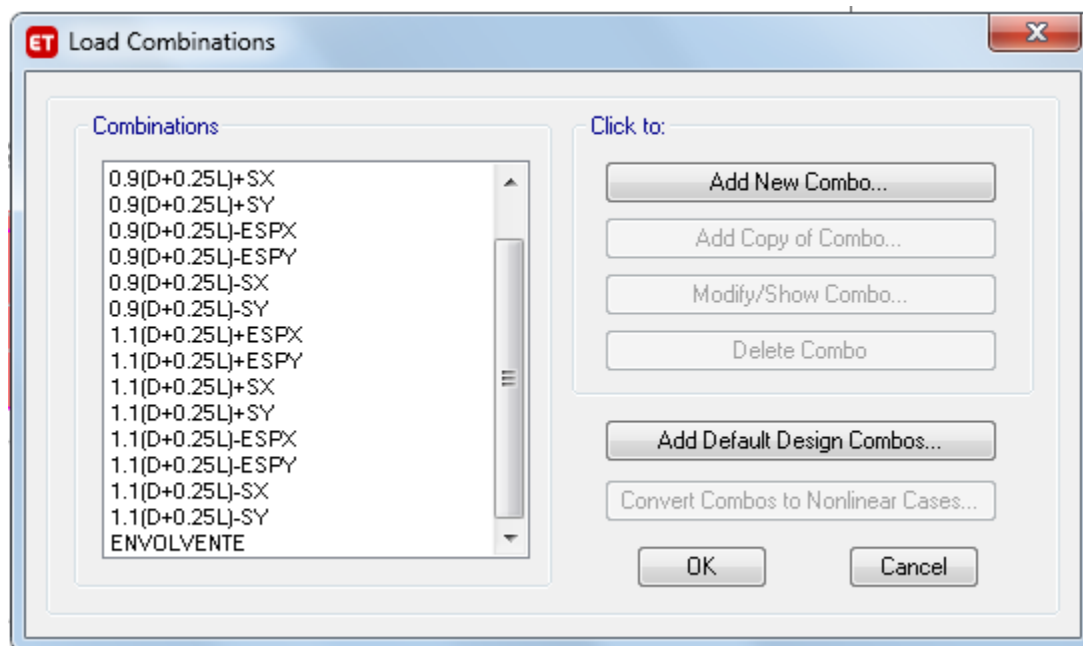 ET Load Combinations
Combinations
0.9(D+0.25L)+SX
0.9(D+0.25L)+SY
0.9(D+0.25L)-ESPX
0.9(D+0.25L)-ESPY
0.9(D+0.25L)-SX
0.9(D+0.25L)-SY
1.1(D+0.25L)+ESPX
1.1(D+0.25L)+ESPY
1.1(D+0.25L)+SX
1.1(D+0.25L)+SY
1.1(D+0.25L)-ESPX
1.1(D+0.25L)-ESPY
1.1(D+0.25L)-SX
1.1(D+0.25L)-SY
ENVOLVENTE
Click to:
Add New Combo...
Add Copy of Combo...
Modify/Show Combo...
Delete Combo
Add Default Design Combos...
Convert Combos to Nonlinear Cases...
OK
Cancel